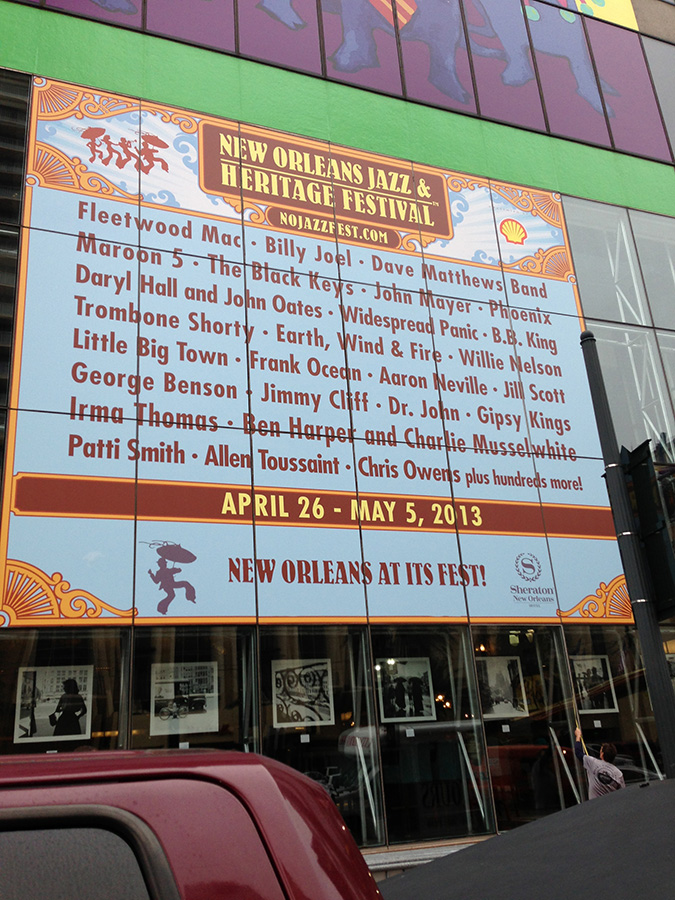 NEW ORLEANS JAZZ &
HERITAGE FESTIVAL™
NOJAZZFEST.COM
Fleetwood Mac · Billy Joel · Dave Matthews Band
Maroon 5 · The Black Keys · John Mayer · Phoenix
Daryl Hall and John Oates · Widespread Panic · B.B. King
Trombone Shorty · Earth, Wind & Fire · Willie Nelson
Little Big Town · Frank Ocean · Aaron Neville · Jill Scott
George Benson · Jimmy Cliff · Dr. John · Gipsy Kings
Irma Thomas · Ben Harper and Charlie Musselwhite
Patti Smith · Allen Toussaint · Chris Owens plus hundreds more!
APRIL 26 - MAY 5, 2013
NEW ORLEANS AT ITS FEST!
S
Sheraton
New Orleans
HOTEL